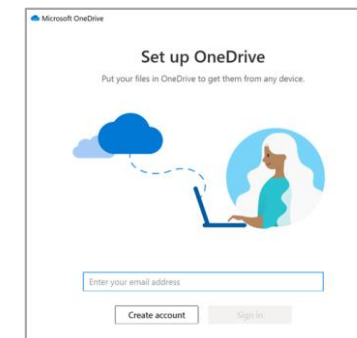 Microsoft OneDrive
Set up OneDrive
Put your files in OneDrive to get them from any device.
Enter your email address
Create account
Sign in